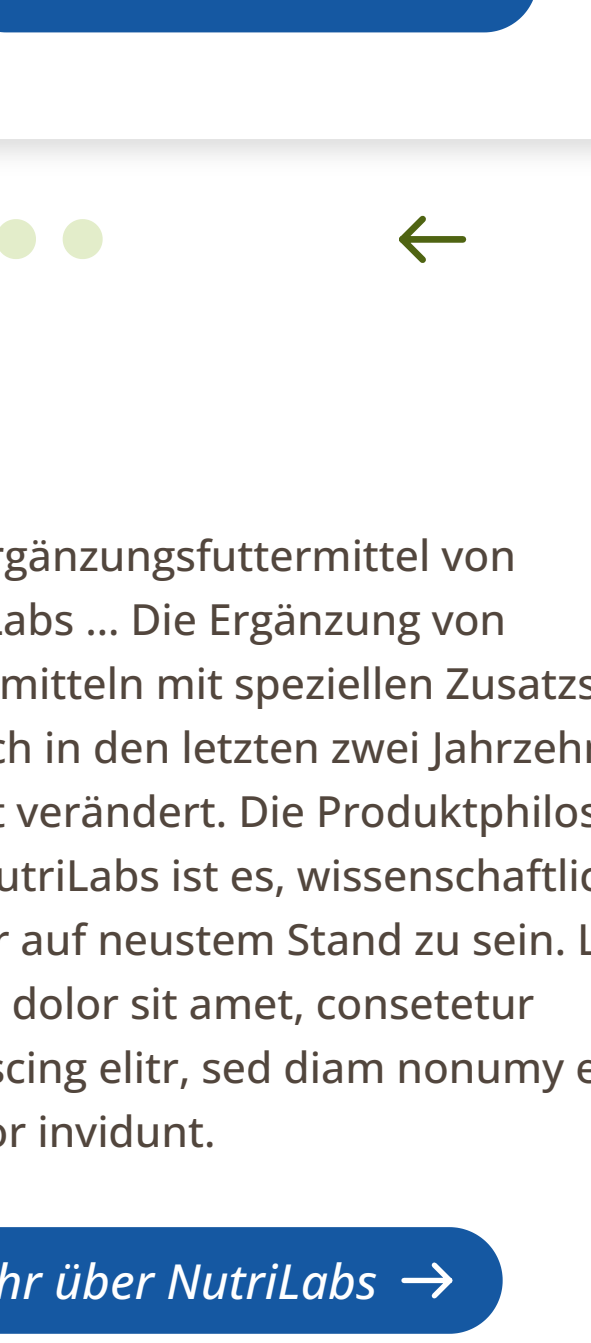 rgänzungsfuttermittel von
Labs ... Die Ergänzung von
mitteln mit speziellen Zusatzs
ch in den letzten zwei Jahrzehn
t verändert. Die Produktphilos
utriLabs ist es, wissenschaftlic
r auf neustem Stand zu sein. L
dolor sit amet, consetetur
scing elitr, sed diam nonumy e
or invidunt.
hr über NutriLabs